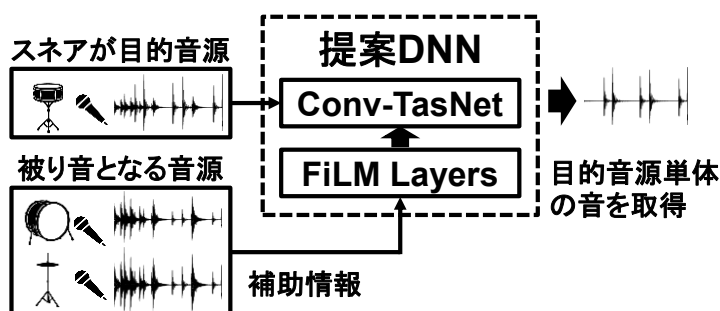 スネアが目的音源
提案DNN
Conv-TasNet
FiLM Layers
被り音となる音源
補助情報
目的音源単体
の音を取得